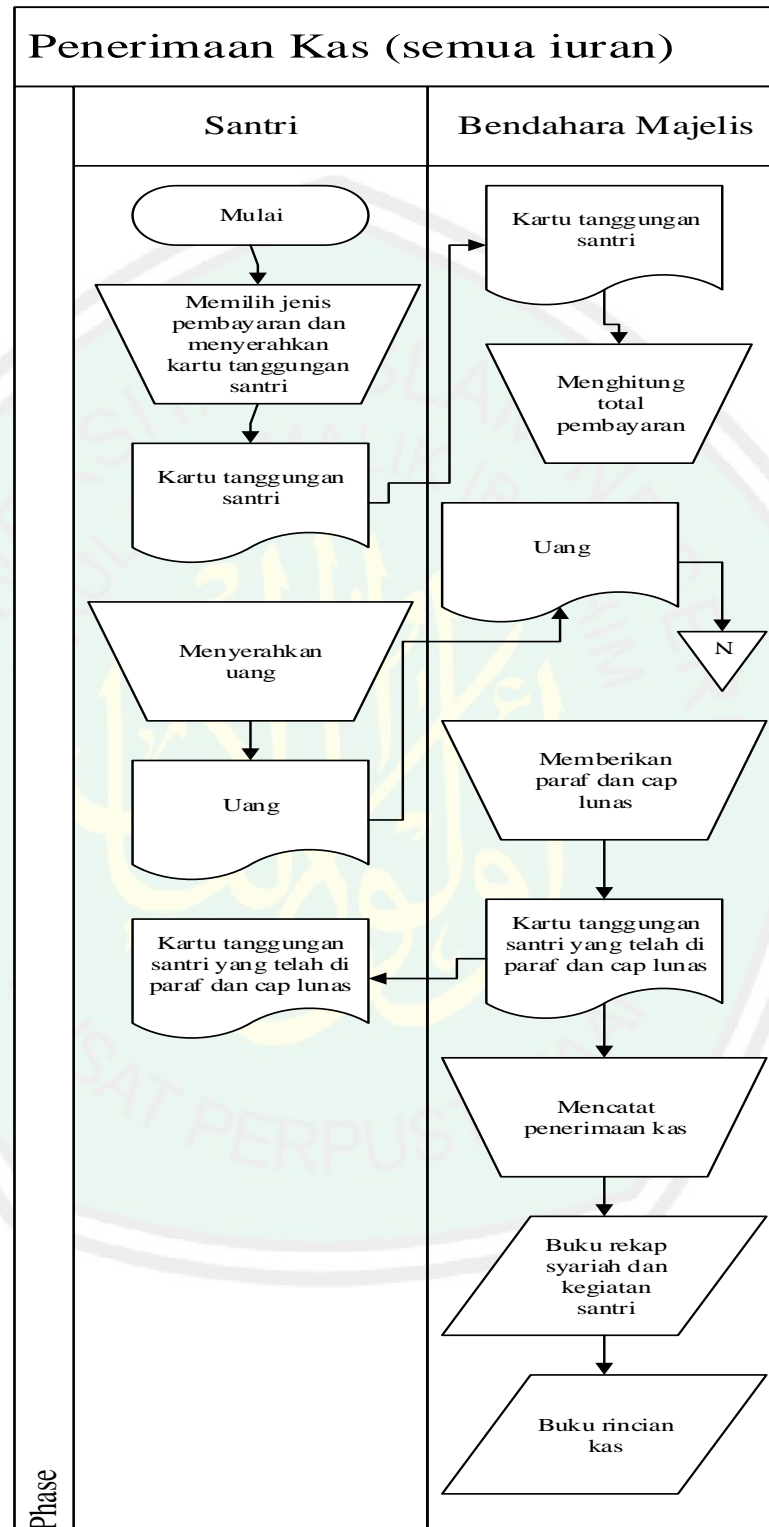 Penerimaan Kas (semua iuran)
Santri
Bendahara Majelis
Mulai
Memilih jenis
pembayaran dan
menyerahkan
kartu tanggungan
santri
Kartu tanggungan
santri
Kartu tanggungan
santri
Menghitung
total
pembayaran
Menyerahkan
uang
Uang
Uang
N
Memberikan
paraf dan cap
lunas
Kartu tanggungan
santri yang telah di
paraf dan cap lunas
Kartu tanggungan
santri yang telah di
paraf dan cap lunas
Mencatat
penerimaan kas
Buku rekap
syariah dan
kegiatan
santri
Buku rincian
kas
Phase